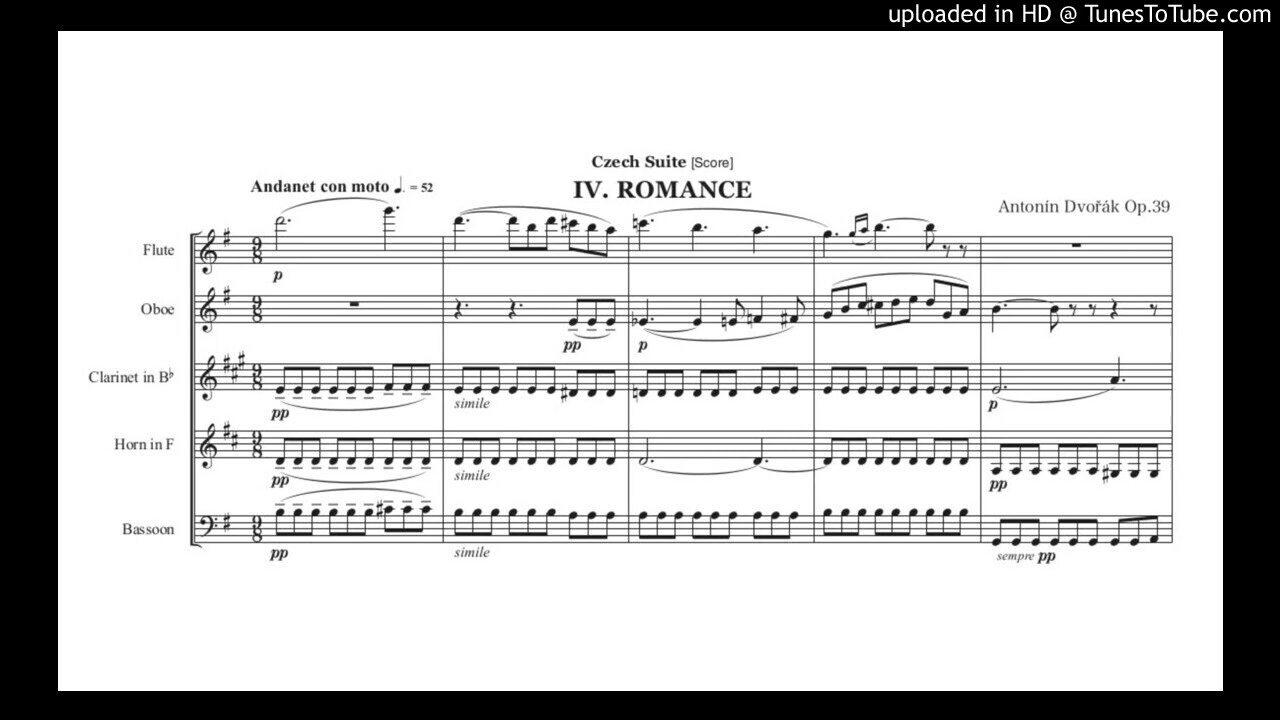 uploaded in HD @ TunesToTube.com
Czech Suite [Score]
Andanet con moto ♩. = 52
IV. ROMANCE
Antonín Dvořák Op.39
Flute
p
Oboe
pp
p
Clarinet in B♭
pp
simile
p
Horn in F
pp
simile
pp
Bassoon
pp
simile
sempre pp